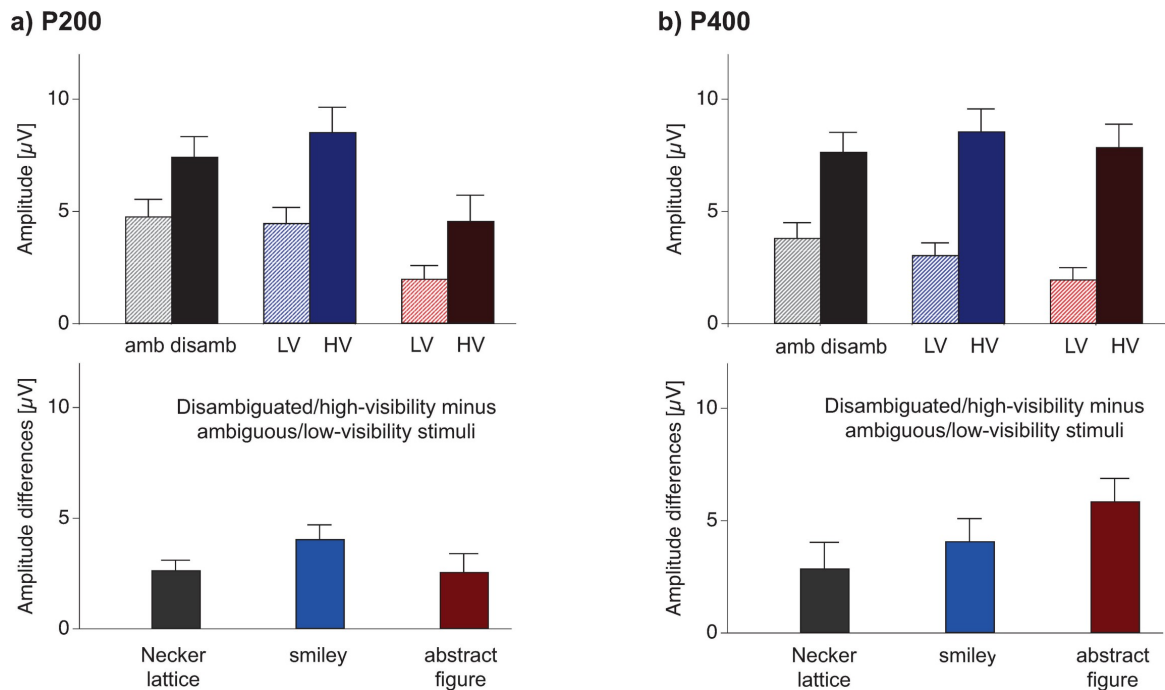 a) P200
Amplitude [µV]
10
5
0
amb disamb LV HV LV HV
Amplitude differences [µV]
10
5
0
Disambiguated/high-visibility minus
ambiguous/low-visibility stimuli
Necker smiley abstract
lattice figure
b) P400
Amplitude [µV]
10
5
0
amb disamb LV HV LV HV
Amplitude differences [µV]
10
5
0
Disambiguated/high-visibility minus
ambiguous/low-visibility stimuli
Necker smiley abstract
lattice figure